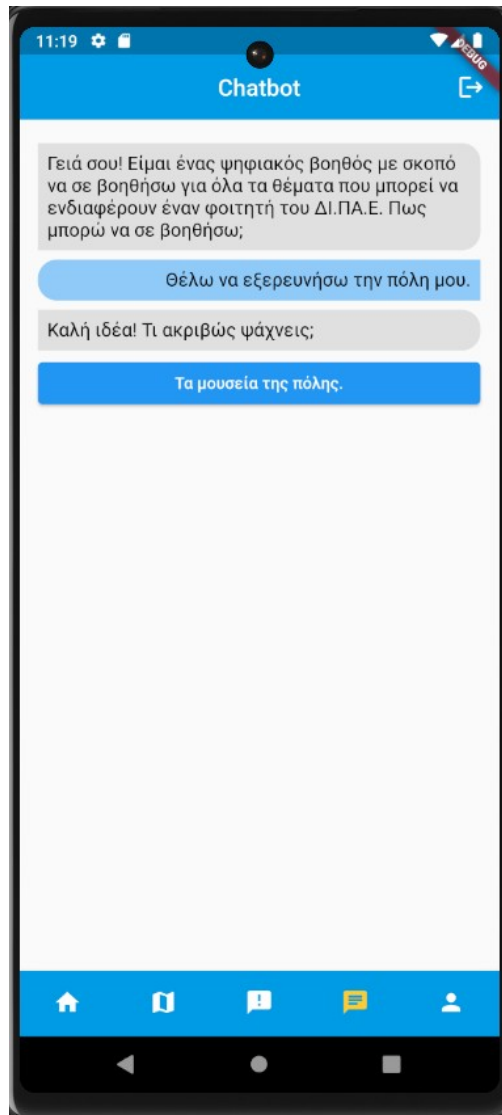 11:19
DEBUG
Chatbot
Γειά σου! Είμαι ένας ψηφιακός βοηθός με σκοπό
να σε βοηθήσω για όλα τα θέματα που μπορεί να
ενδιαφέρουν έναν φοιτητή του ΔΙ.ΠΑ.Ε. Πως
μπορώ να σε βοηθήσω;
Θέλω να εξερευνήσω την πόλη μου.
Καλή ιδέα! Τι ακριβώς ψάχνεις;
Τα μουσεία της πόλης.